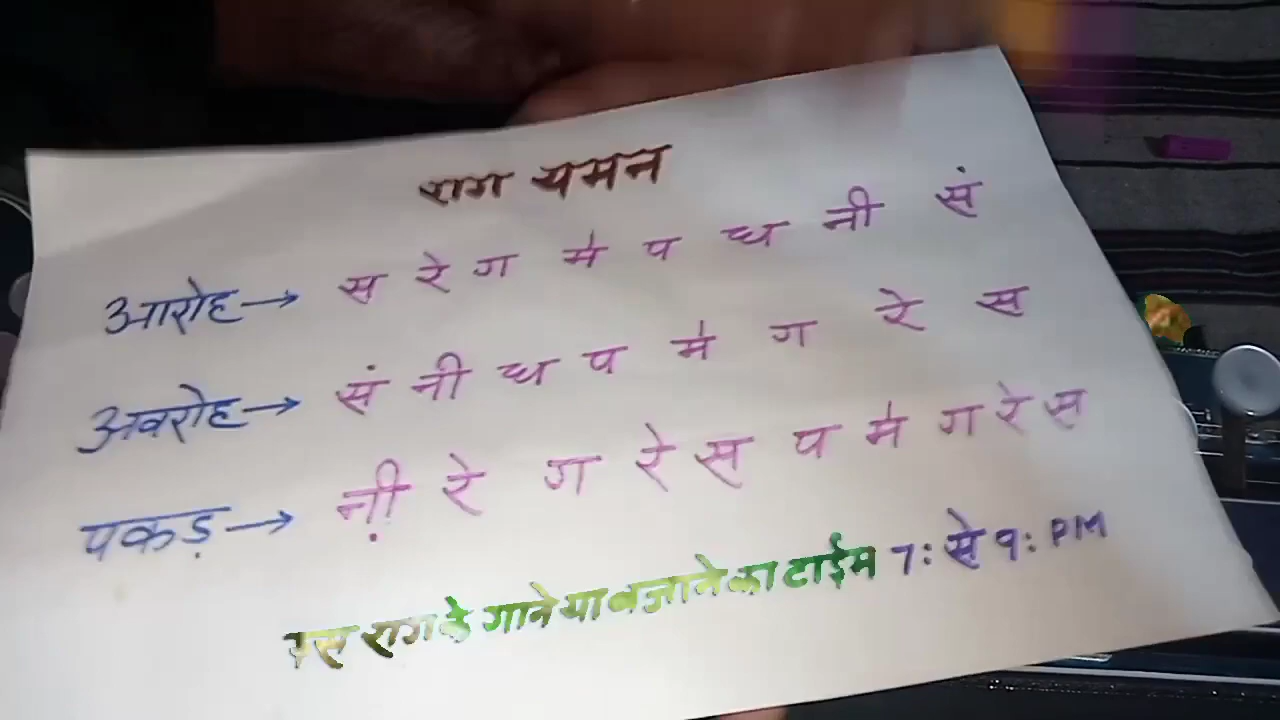 राग यमन
आरोह→ स रे ग मं प ध नी सं
अवरोह→ सं नी ध प मं ग रे स
पकड़→ नी़ रे ग रे स प मं ग रे स
इस राग के गाने या बजाने का टाईम 7: से 9: PM